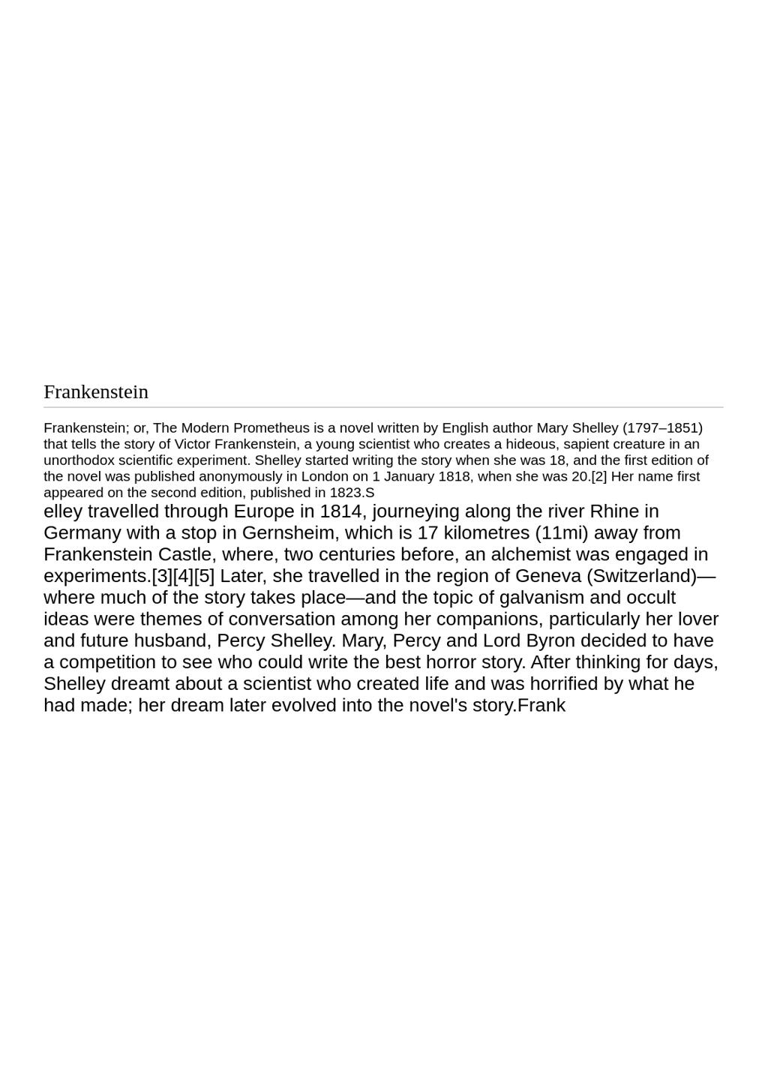 Frankenstein
Frankenstein; or, The Modern Prometheus is a novel written by English author Mary Shelley (1797–1851)
that tells the story of Victor Frankenstein, a young scientist who creates a hideous, sapient creature in an
unorthodox scientific experiment. Shelley started writing the story when she was 18, and the first edition of
the novel was published anonymously in London on 1 January 1818, when she was 20.[2] Her name first
appeared on the second edition, published in 1823.S
elley travelled through Europe in 1814, journeying along the river Rhine in
Germany with a stop in Gernsheim, which is 17 kilometres (11mi) away from
Frankenstein Castle, where, two centuries before, an alchemist was engaged in
experiments.[3][4][5] Later, she travelled in the region of Geneva (Switzerland)—
where much of the story takes place—and the topic of galvanism and occult
ideas were themes of conversation among her companions, particularly her lover
and future husband, Percy Shelley. Mary, Percy and Lord Byron decided to have
a competition to see who could write the best horror story. After thinking for days,
Shelley dreamt about a scientist who created life and was horrified by what he
had made; her dream later evolved into the novel's story.Frank